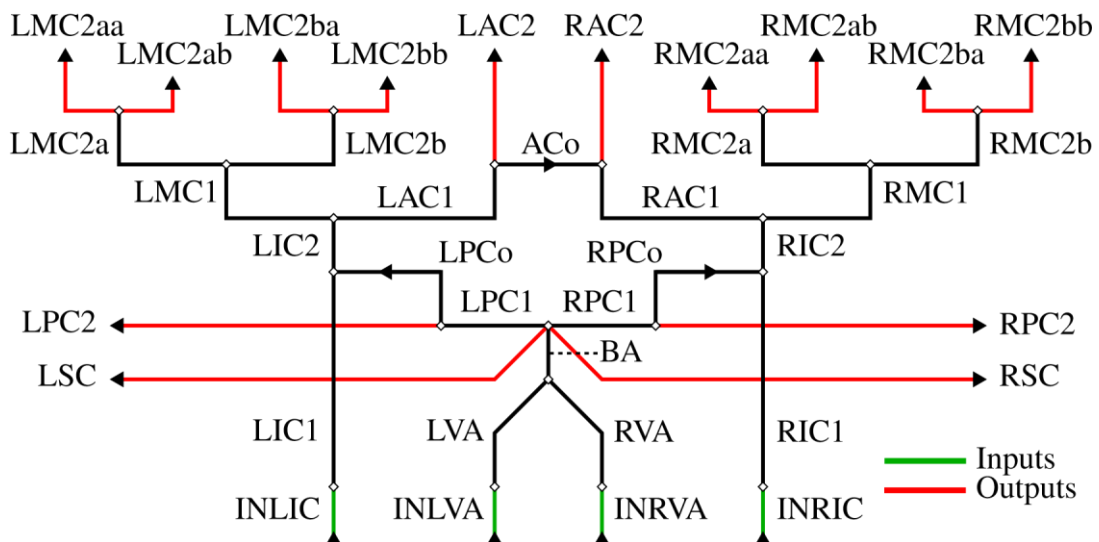 LMC2aa
LMC2ba
LAC2
RAC2
RMC2ab
RMC2bb
LMC2ab
LMC2bb
RMC2aa
RMC2ba
LMC2a
LMC2b
ACo
RMC2a
RMC2b
LMC1
LAC1
RAC1
RMC1
LIC2
LPCo
RPCo
RIC2
LPC1
RPC1
LPC2
RPC2
BA
LSC
RSC
LIC1
LVA
RVA
RIC1
Inputs
Outputs
INLIC
INLVA
INRVA
INRIC